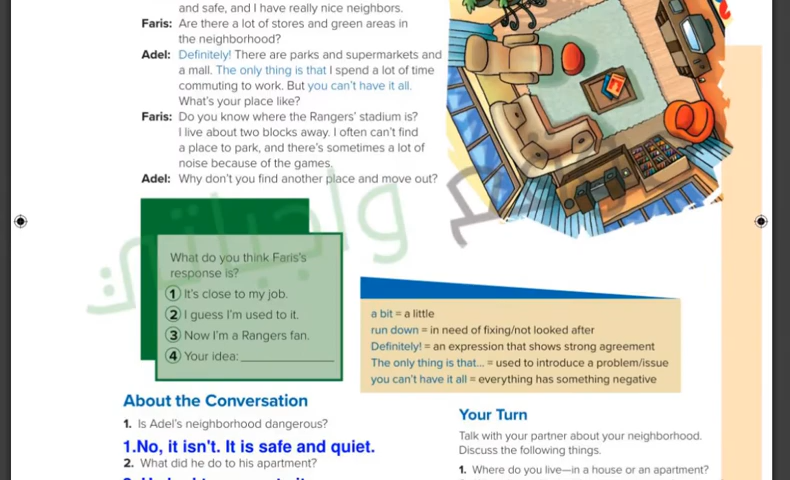 and safe, and I have really nice neighbors.
Faris: Are there a lot of stores and green areas in
the neighborhood?
Adel: Definitely! There are parks and supermarkets and
a mall. The only thing is that I spend a lot of time
commuting to work. But you can't have it all.
What's your place like?
Faris: Do you know where the Rangers' stadium is?
I live about two blocks away. I often can't find
a place to park, and there's sometimes a lot of
noise because of the games.
Adel: Why don't you find another place and move out?
What do you think Faris's
response is?
1 It's close to my job.
2 I guess I'm used to it.
3 Now I'm a Rangers fan.
4 Your idea:
a bit = a little
run down = in need of fixing/not looked after
Definitely! = an expression that shows strong agreement
The only thing is that... = used to introduce a problem/issue
you can't have it all = everything has something negative
About the Conversation
1. Is Adel's neighborhood dangerous?
1.No, it isn't. It is safe and quiet.
2. What did he do to his apartment?
Your Turn
Talk with your partner about your neighborhood.
Discuss the following things.
1. Where do you live—in a house or an apartment?